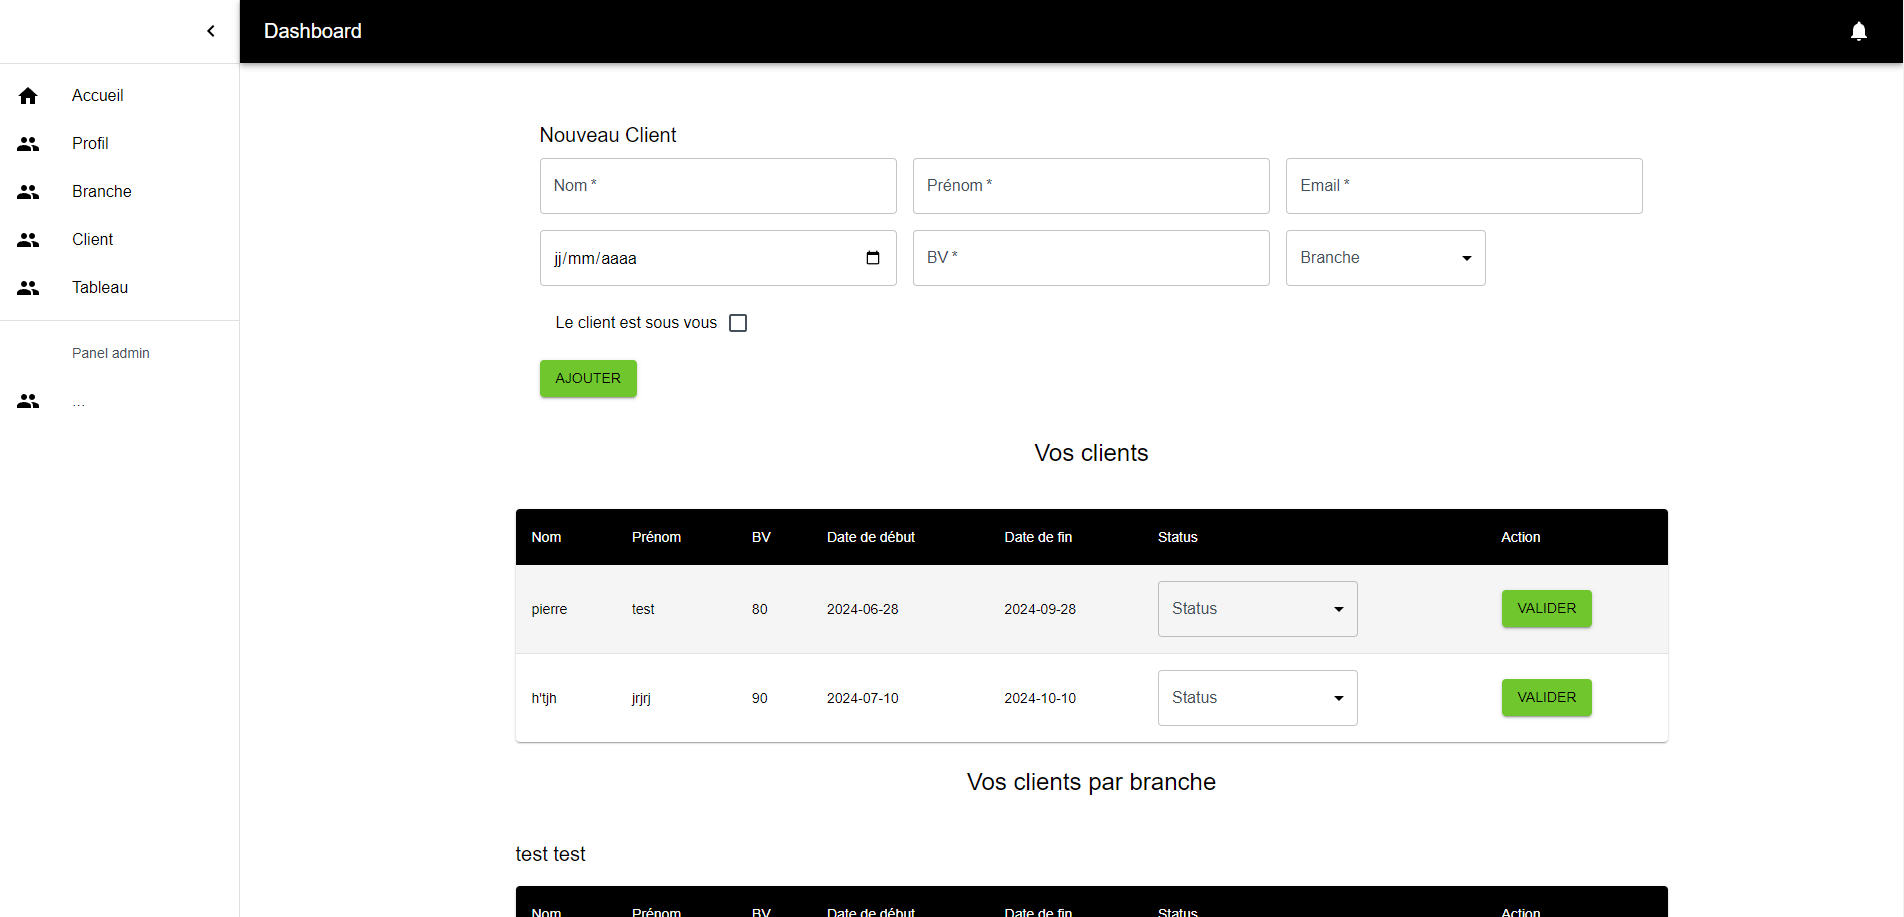 Dashboard
Accueil
Profil
Branche
Client
Tableau
Panel admin
...
Nouveau Client
Nom * Prénom * Email *
jj/mm/aaaa BV * Branche
Le client est sous vous
AJOUTER
Vos clients
Nom Prénom BV Date de début Date de fin Status Action
pierre test 80 2024-06-28 2024-09-28 Status VALIDER
h'tjh jrjrj 90 2024-07-10 2024-10-10 Status VALIDER
Vos clients par branche
test test
Nom Prénom BV Date de début Date de fin Status Action